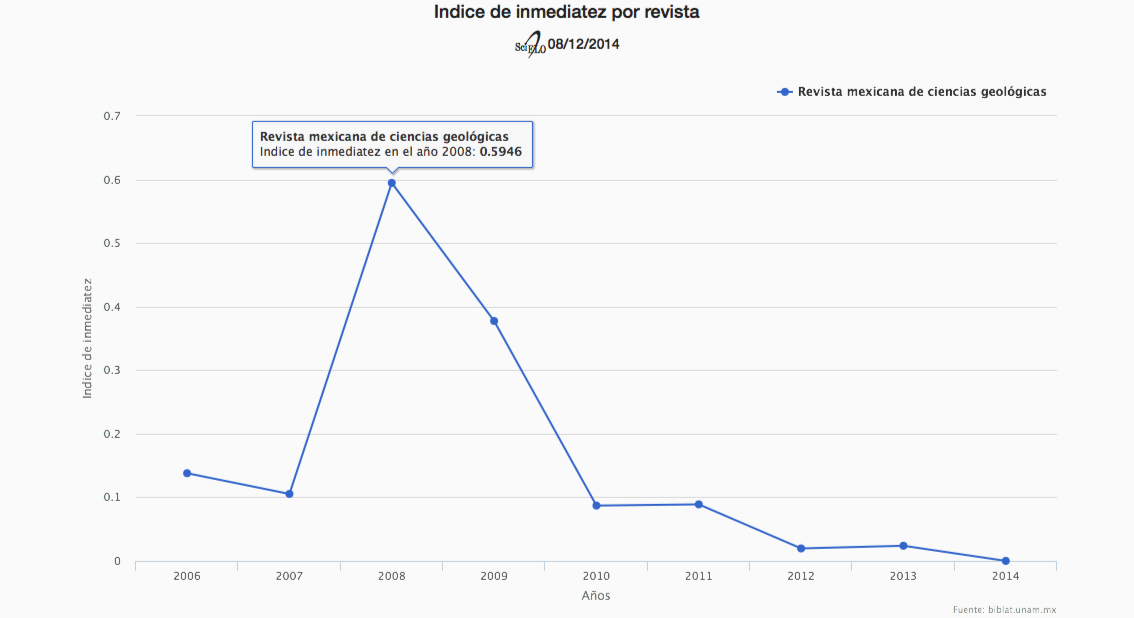 Indice de inmediatez por revista
SciELO 08/12/2014
Revista mexicana de ciencias geológicas
0.7
Revista mexicana de ciencias geológicas
Indice de inmediatez en el año 2008: 0.5946
0.6
0.5
0.4
0.3
0.2
0.1
0
Indice de inmediatez
2006 2007 2008 2009 2010 2011 2012 2013 2014
Años
Fuente: biblat.unam.mx